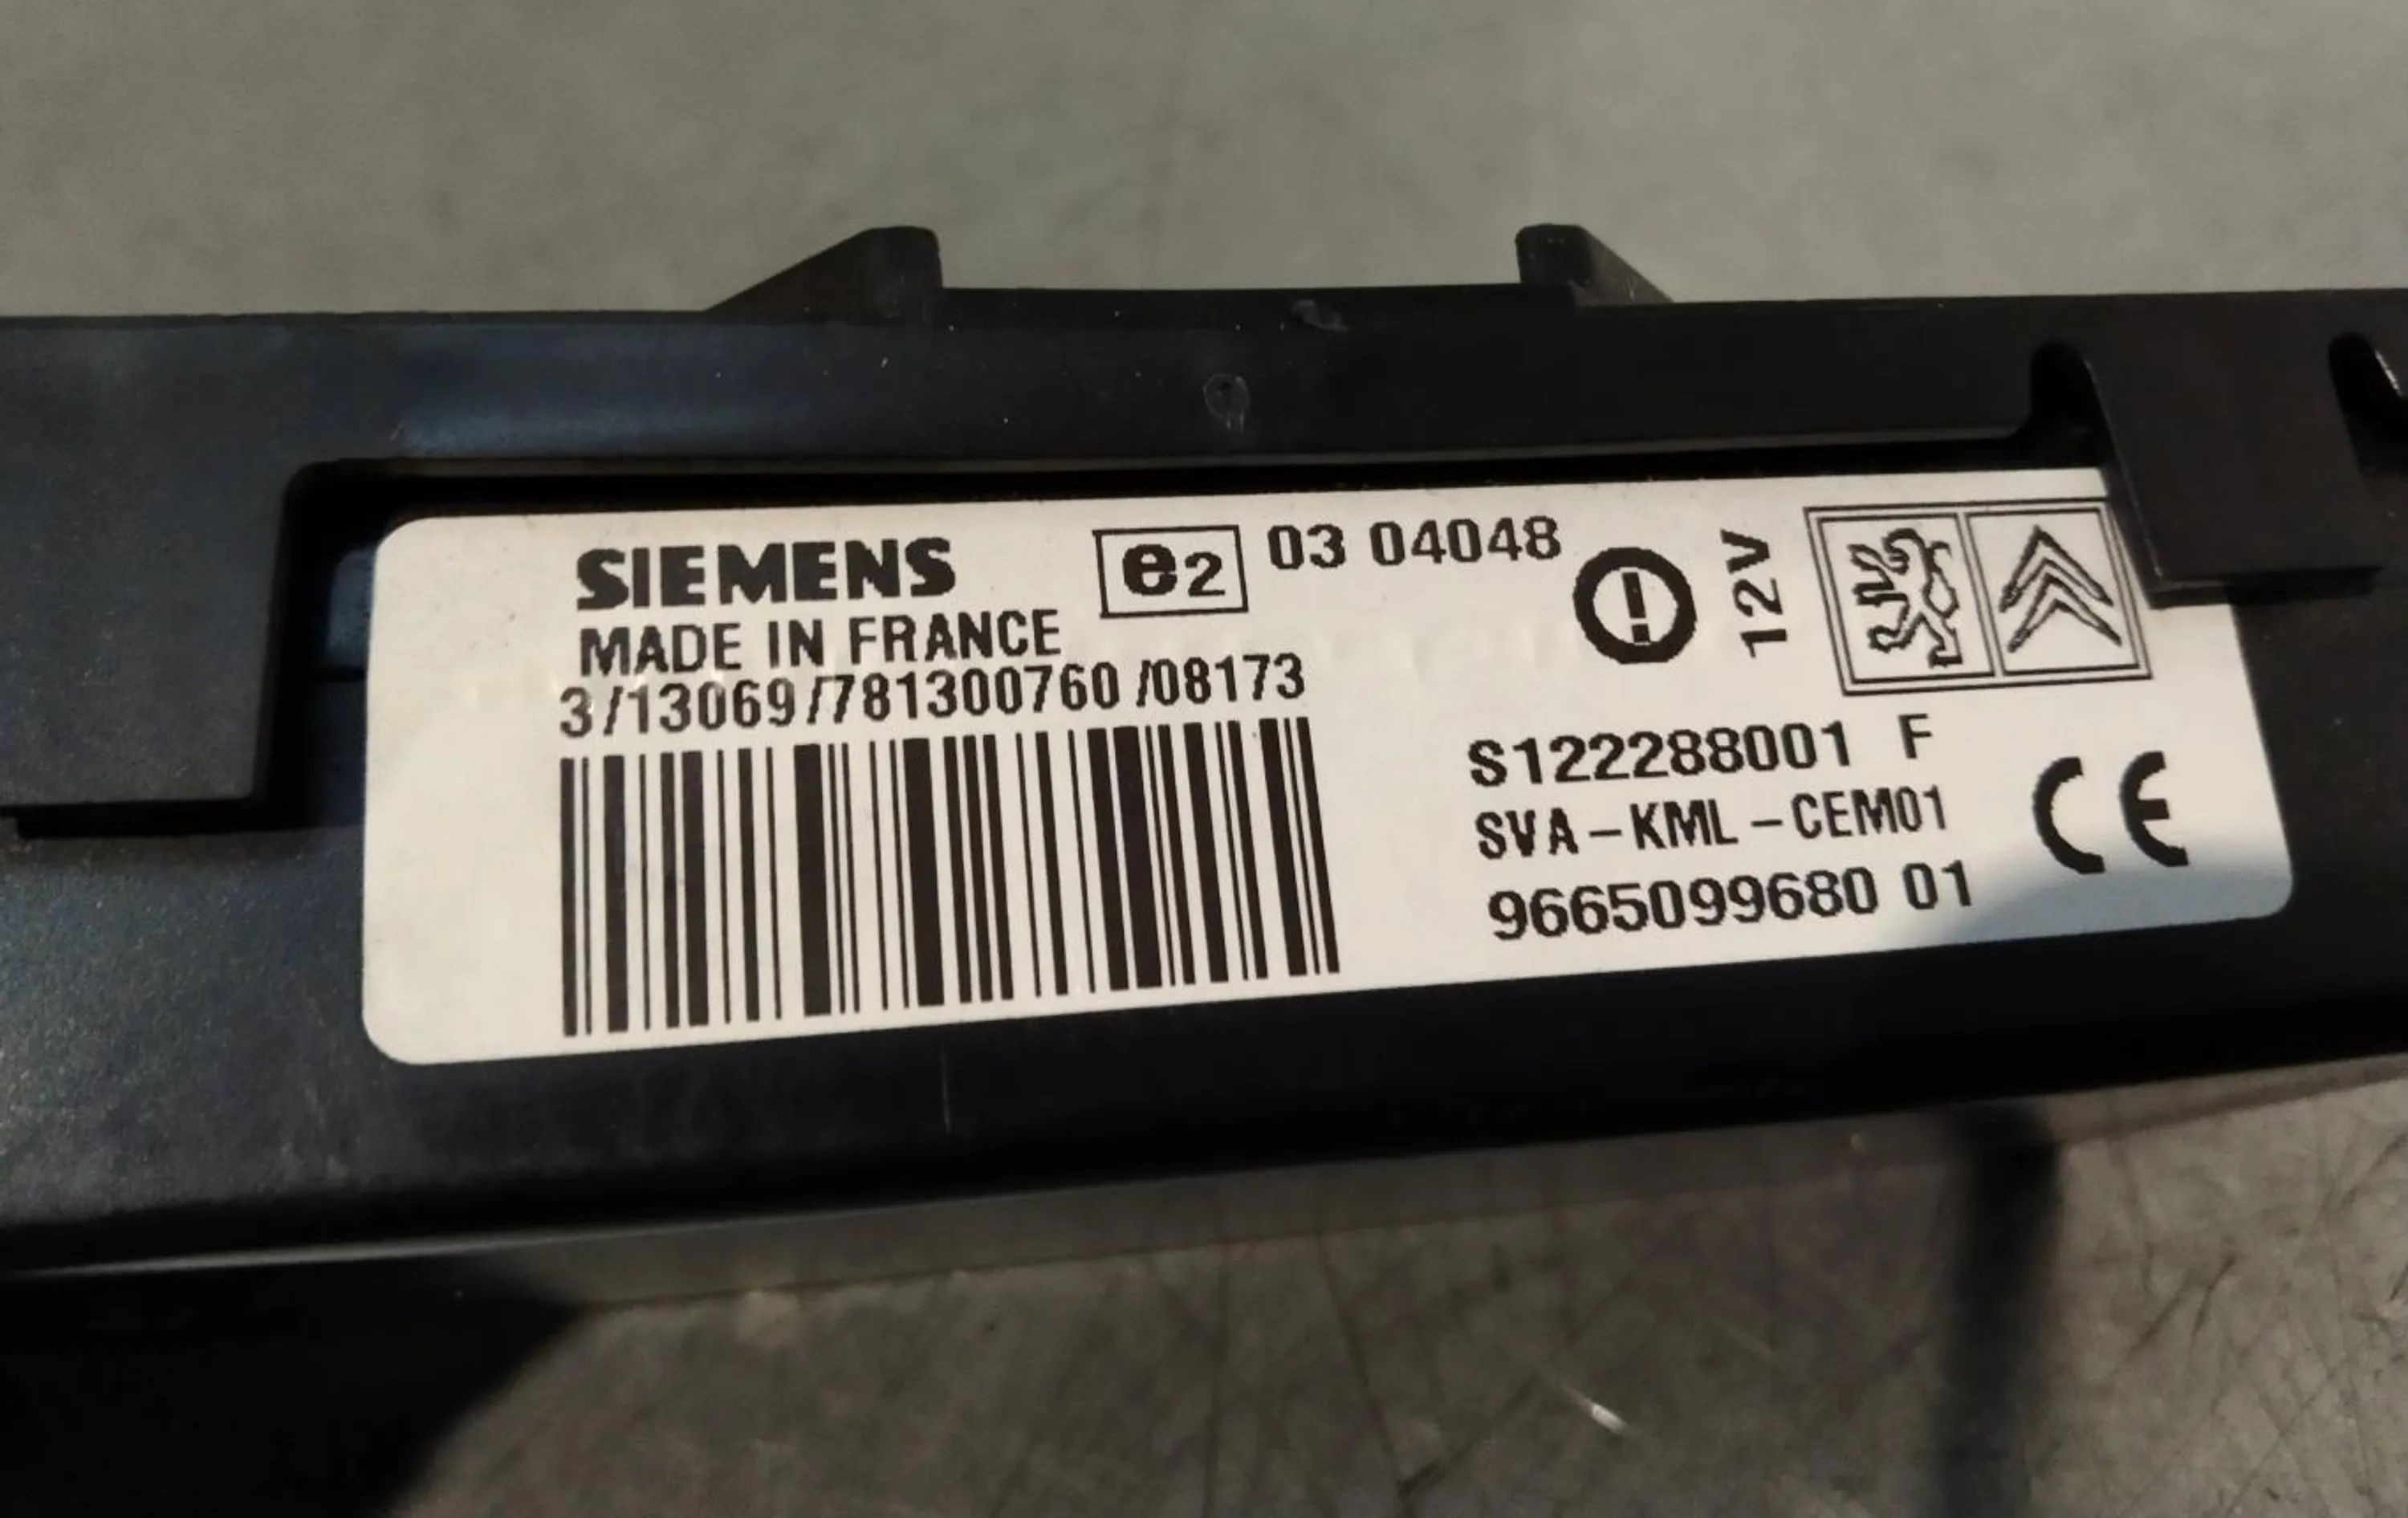 SIEMENS
e2 03 04048
MADE IN FRANCE
12V
3/13069/781300760/08173
S122288001 F
SVA-KML-CEM01
9665099680 01
CE